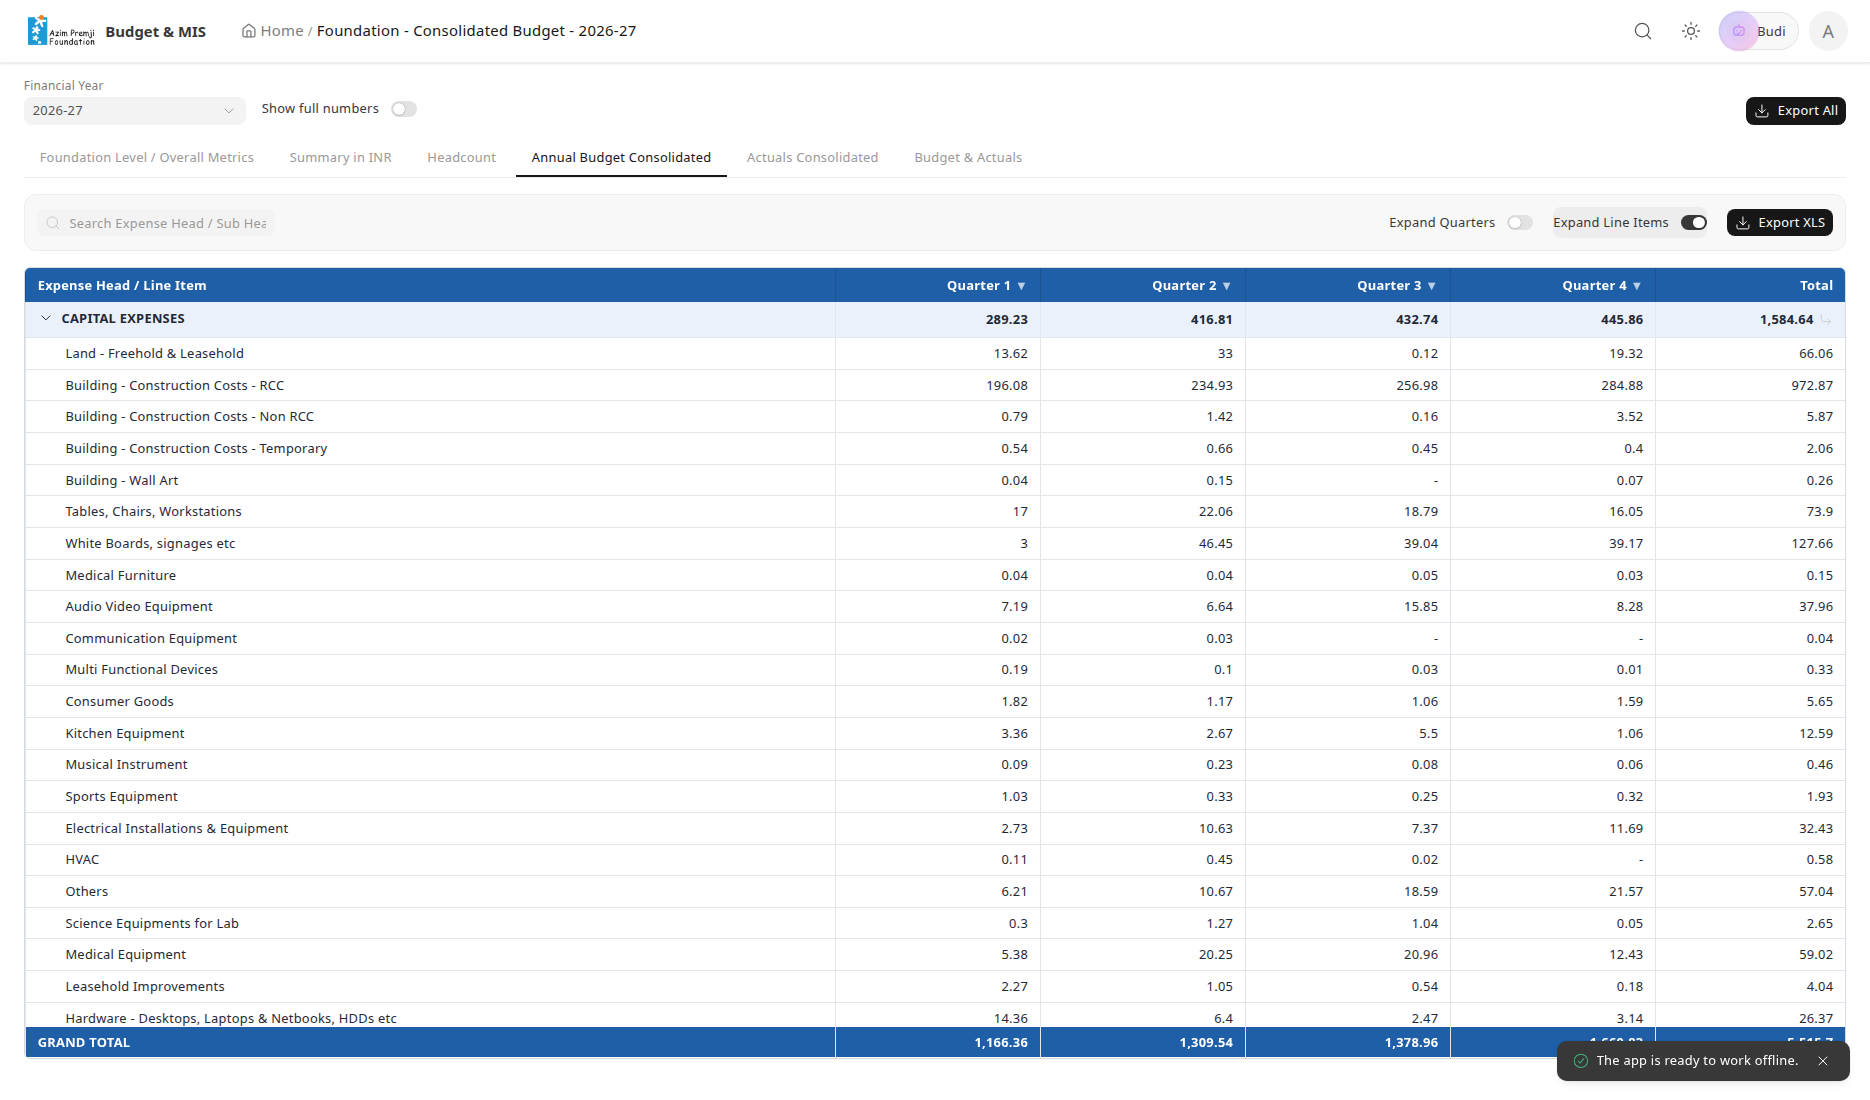 Azim Premji
Foundation
Budget & MIS
Home / Foundation - Consolidated Budget - 2026-27
Budi
A
Financial Year
2026-27
Show full numbers
Export All
Foundation Level / Overall Metrics
Summary in INR
Headcount
Annual Budget Consolidated
Actuals Consolidated
Budget & Actuals
Search Expense Head / Sub Hea
Expand Quarters
Expand Line Items
Export XLS
Expense Head / Line Item Quarter 1 ▼ Quarter 2 ▼ Quarter 3 ▼ Quarter 4 ▼ Total
CAPITAL EXPENSES 289.23 416.81 432.74 445.86 1,584.64
Land - Freehold & Leasehold 13.62 33 0.12 19.32 66.06
Building - Construction Costs - RCC 196.08 234.93 256.98 284.88 972.87
Building - Construction Costs - Non RCC 0.79 1.42 0.16 3.52 5.87
Building - Construction Costs - Temporary 0.54 0.66 0.45 0.4 2.06
Building - Wall Art 0.04 0.15 - 0.07 0.26
Tables, Chairs, Workstations 17 22.06 18.79 16.05 73.9
White Boards, signages etc 3 46.45 39.04 39.17 127.66
Medical Furniture 0.04 0.04 0.05 0.03 0.15
Audio Video Equipment 7.19 6.64 15.85 8.28 37.96
Communication Equipment 0.02 0.03 - - 0.04
Multi Functional Devices 0.19 0.1 0.03 0.01 0.33
Consumer Goods 1.82 1.17 1.06 1.59 5.65
Kitchen Equipment 3.36 2.67 5.5 1.06 12.59
Musical Instrument 0.09 0.23 0.08 0.06 0.46
Sports Equipment 1.03 0.33 0.25 0.32 1.93
Electrical Installations & Equipment 2.73 10.63 7.37 11.69 32.43
HVAC 0.11 0.45 0.02 - 0.58
Others 6.21 10.67 18.59 21.57 57.04
Science Equipments for Lab 0.3 1.27 1.04 0.05 2.65
Medical Equipment 5.38 20.25 20.96 12.43 59.02
Leasehold Improvements 2.27 1.05 0.54 0.18 4.04
Hardware - Desktops, Laptops & Netbooks, HDDs etc 14.36 6.4 2.47 3.14 26.37
GRAND TOTAL 1,166.36 1,309.54 1,378.96
The app is ready to work offline.